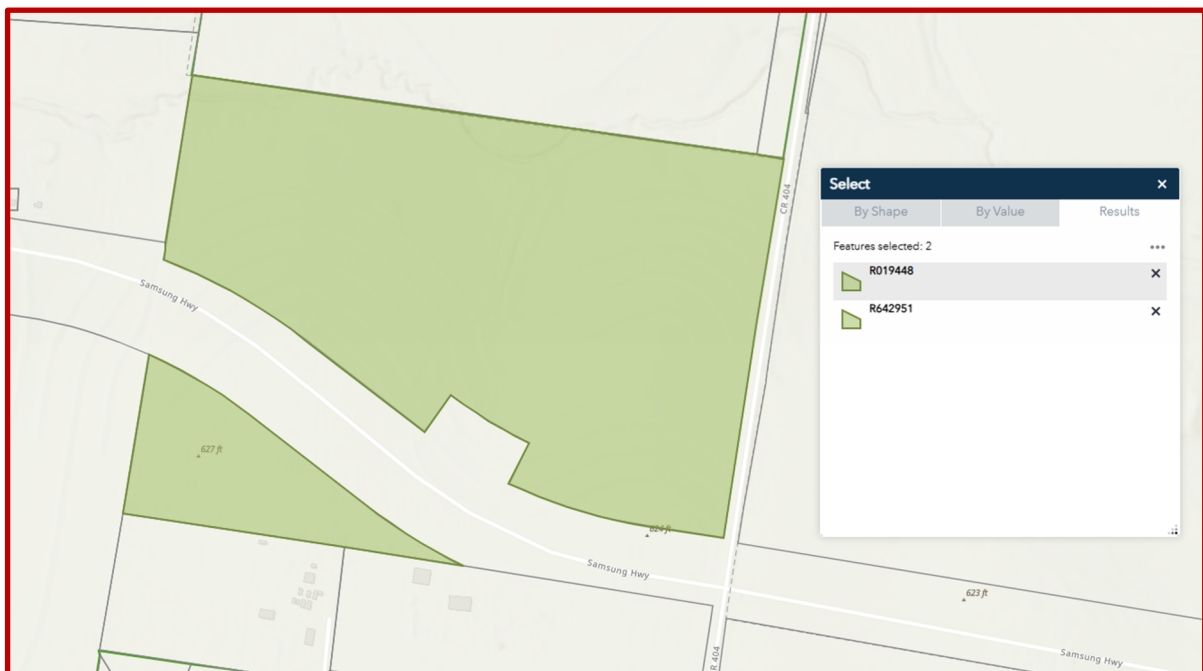 CR 404
Samsung Hwy
627 ft
624 ft
Samsung Hwy
623 ft
Samsung Hwy
R 404
Select
By Shape
By Value
Results
Features selected: 2
R019448
R642951